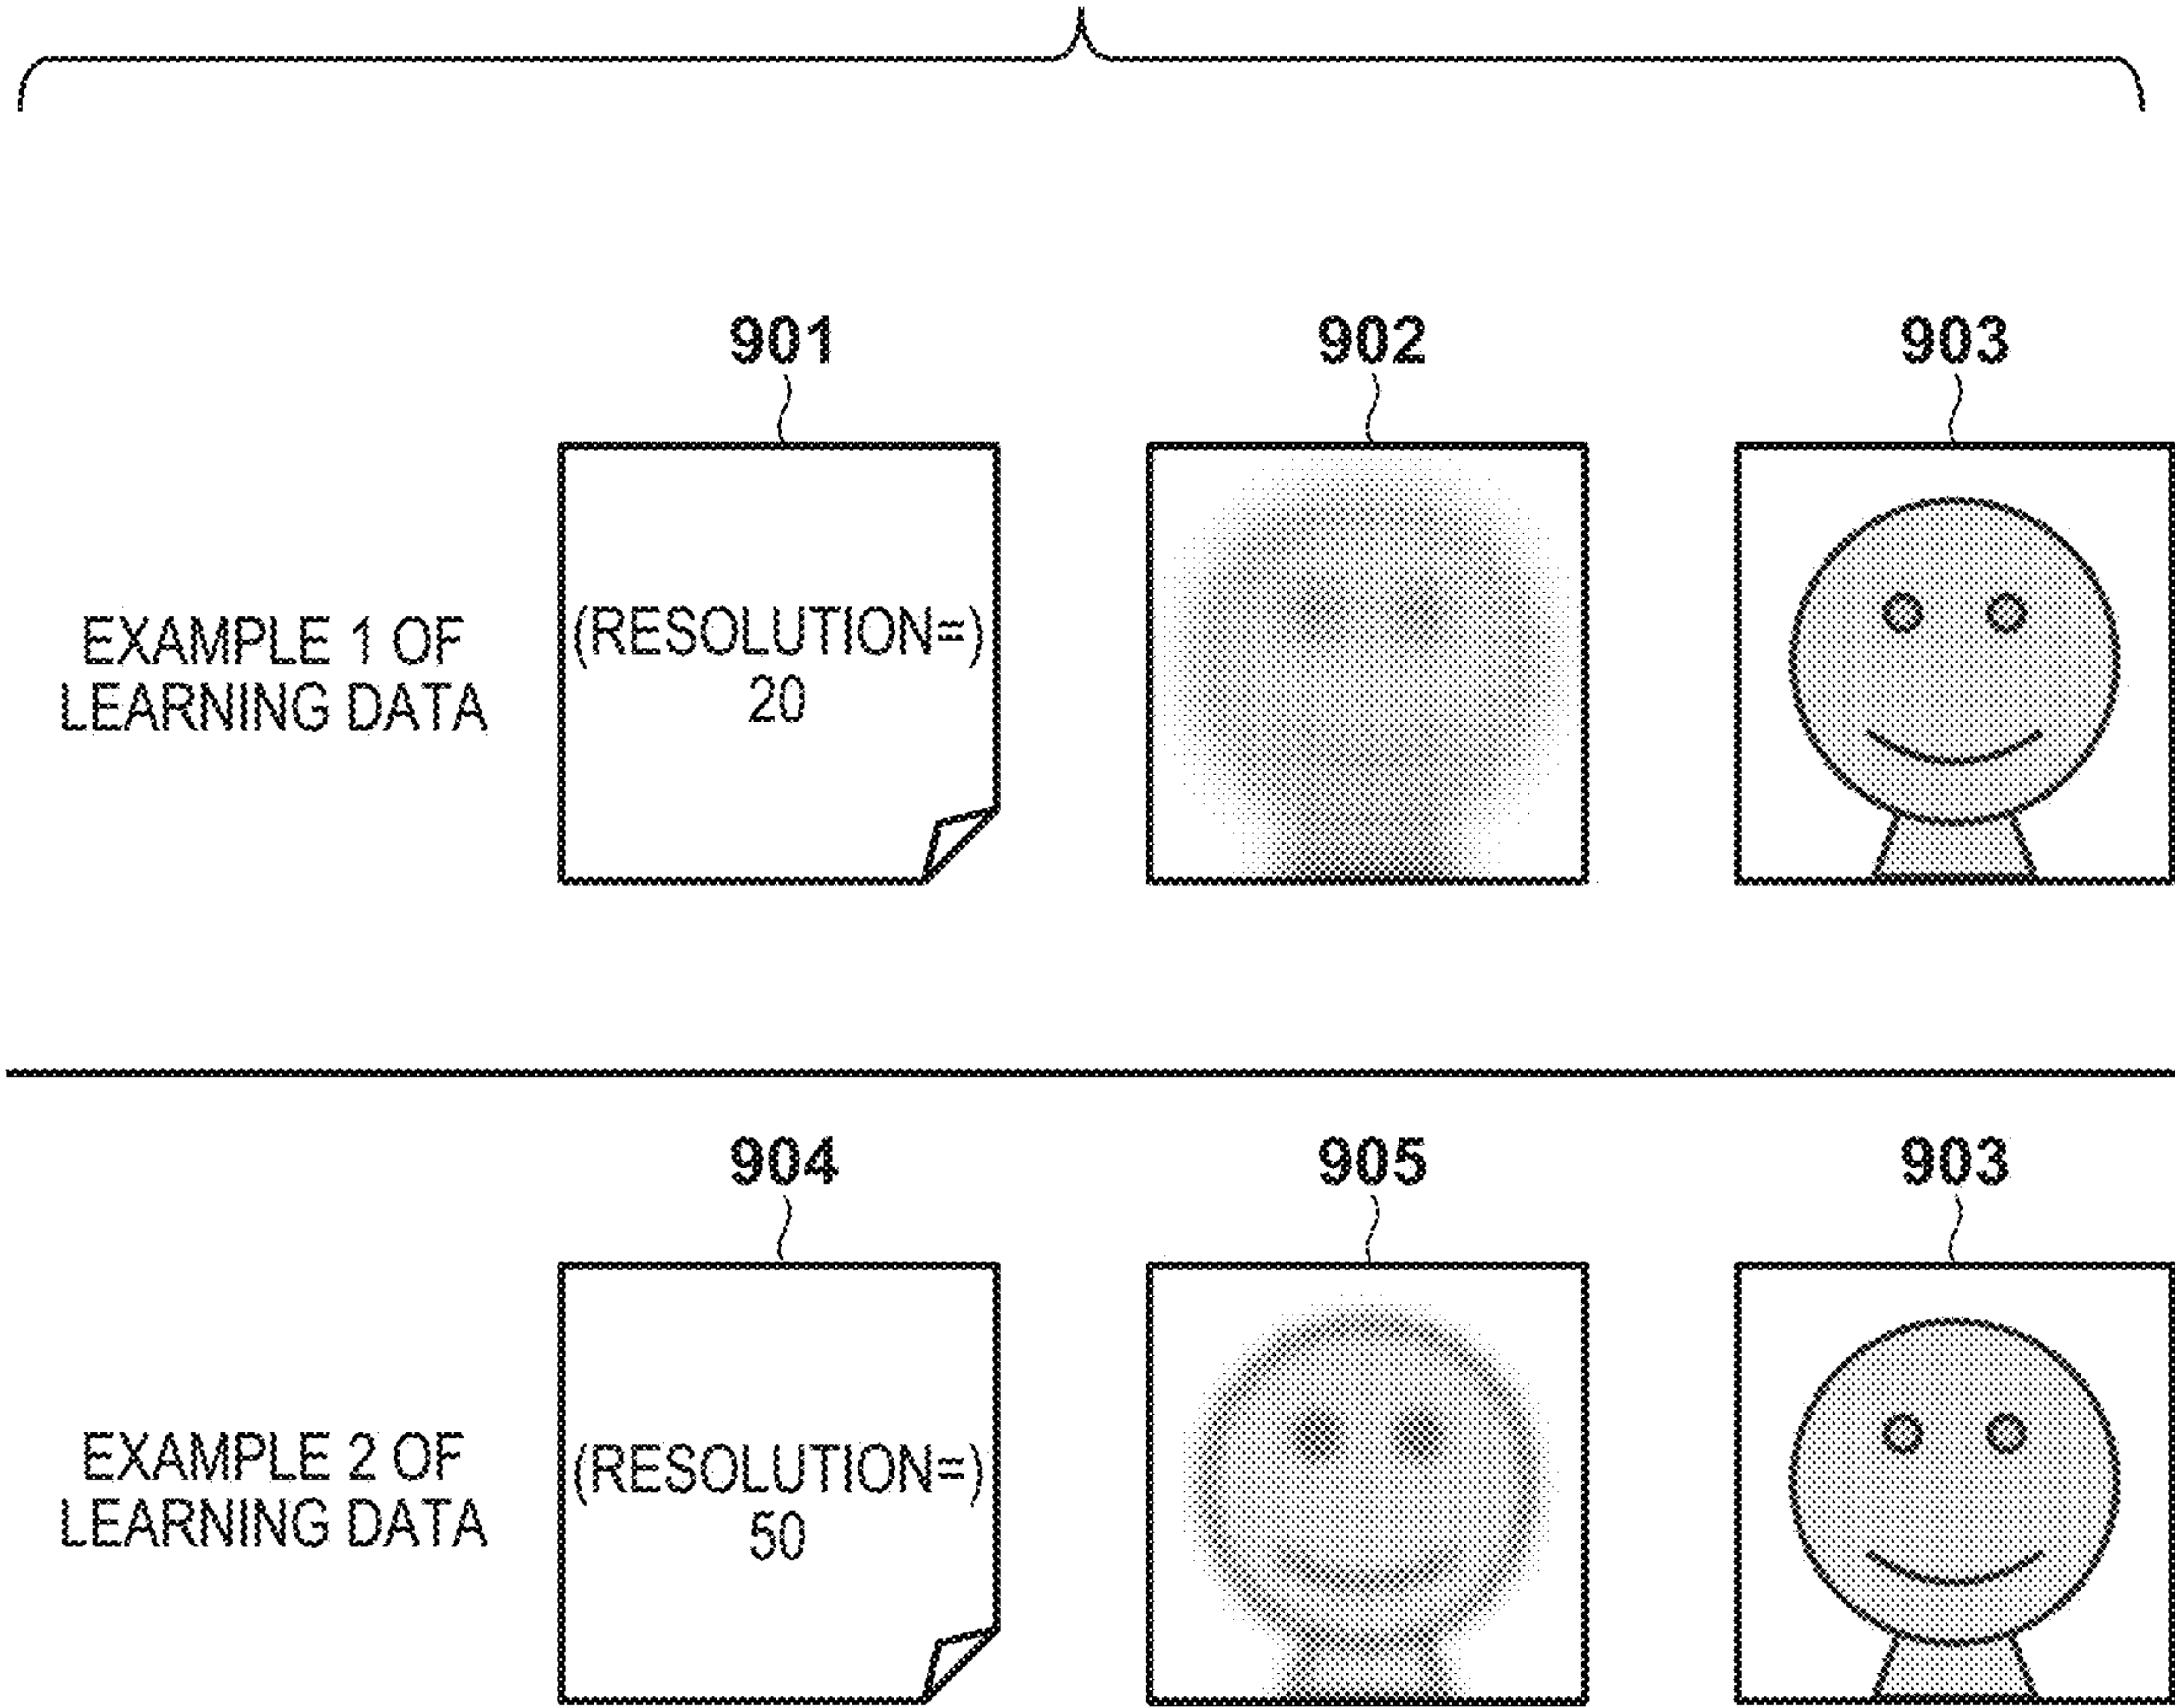 901
902
903
EXAMPLE 1 OF
LEARNING DATA
(RESOLUTION=)
20
904
905
903
EXAMPLE 2 OF
LEARNING DATA
(RESOLUTION=)
50